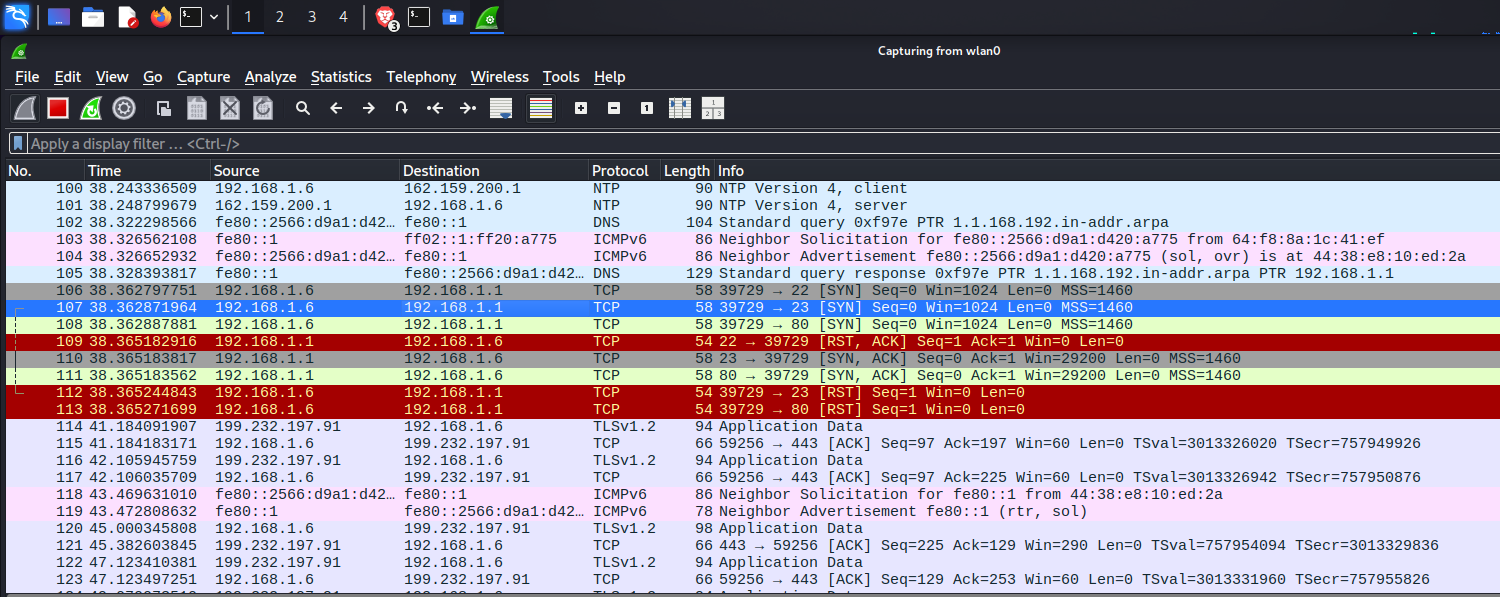 1 2 3 4 3
Capturing from wlan0
File Edit View Go Capture Analyze Statistics Telephony Wireless Tools Help
Apply a display filter … <Ctrl-/>
No. Time Source Destination Protocol Length Info
100 38.243336509 192.168.1.6 162.159.200.1 NTP 90 NTP Version 4, client
101 38.248799679 162.159.200.1 192.168.1.6 NTP 90 NTP Version 4, server
102 38.322298566 fe80::2566:d9a1:d42… fe80::1 DNS 104 Standard query 0xf97e PTR 1.1.168.192.in-addr.arpa
103 38.326562108 fe80::1 ff02::1:ff20:a775 ICMPv6 86 Neighbor Solicitation for fe80::2566:d9a1:d420:a775 from 64:f8:8a:1c:41:ef
104 38.326652932 fe80::2566:d9a1:d42… fe80::1 ICMPv6 86 Neighbor Advertisement fe80::2566:d9a1:d420:a775 (sol, ovr) is at 44:38:e8:10:ed:2a
105 38.328393817 fe80::1 fe80::2566:d9a1:d42… DNS 129 Standard query response 0xf97e PTR 1.1.168.192.in-addr.arpa PTR 192.168.1.1
106 38.362797751 192.168.1.6 192.168.1.1 TCP 58 39729 → 22 [SYN] Seq=0 Win=1024 Len=0 MSS=1460
107 38.362871964 192.168.1.6 192.168.1.1 TCP 58 39729 → 23 [SYN] Seq=0 Win=1024 Len=0 MSS=1460
108 38.362887881 192.168.1.6 192.168.1.1 TCP 58 39729 → 80 [SYN] Seq=0 Win=1024 Len=0 MSS=1460
109 38.365182916 192.168.1.1 192.168.1.6 TCP 54 22 → 39729 [RST, ACK] Seq=1 Ack=1 Win=0 Len=0
110 38.365183817 192.168.1.1 192.168.1.6 TCP 58 23 → 39729 [SYN, ACK] Seq=0 Ack=1 Win=29200 Len=0 MSS=1460
111 38.365183562 192.168.1.1 192.168.1.6 TCP 58 80 → 39729 [SYN, ACK] Seq=0 Ack=1 Win=29200 Len=0 MSS=1460
112 38.365244843 192.168.1.6 192.168.1.1 TCP 54 39729 → 23 [RST] Seq=1 Win=0 Len=0
113 38.365271699 192.168.1.6 192.168.1.1 TCP 54 39729 → 80 [RST] Seq=1 Win=0 Len=0
114 41.184091907 199.232.197.91 192.168.1.6 TLSv1.2 94 Application Data
115 41.184183171 192.168.1.6 199.232.197.91 TCP 66 59256 → 443 [ACK] Seq=97 Ack=197 Win=60 Len=0 TSval=3013326020 TSecr=757949926
116 42.105945759 199.232.197.91 192.168.1.6 TLSv1.2 94 Application Data
117 42.106035709 192.168.1.6 199.232.197.91 TCP 66 59256 → 443 [ACK] Seq=97 Ack=225 Win=60 Len=0 TSval=3013326942 TSecr=757950876
118 43.469631010 fe80::2566:d9a1:d42… fe80::1 ICMPv6 86 Neighbor Solicitation for fe80::1 from 44:38:e8:10:ed:2a
119 43.472808632 fe80::1 fe80::2566:d9a1:d42… ICMPv6 78 Neighbor Advertisement fe80::1 (rtr, sol)
120 45.000345808 192.168.1.6 199.232.197.91 TLSv1.2 98 Application Data
121 45.382603845 199.232.197.91 192.168.1.6 TCP 66 443 → 59256 [ACK] Seq=225 Ack=129 Win=290 Len=0 TSval=757954094 TSecr=3013329836
122 47.123410381 199.232.197.91 192.168.1.6 TLSv1.2 94 Application Data
123 47.123497251 192.168.1.6 199.232.197.91 TCP 66 59256 → 443 [ACK] Seq=129 Ack=253 Win=60 Len=0 TSval=3013331960 TSecr=757955826